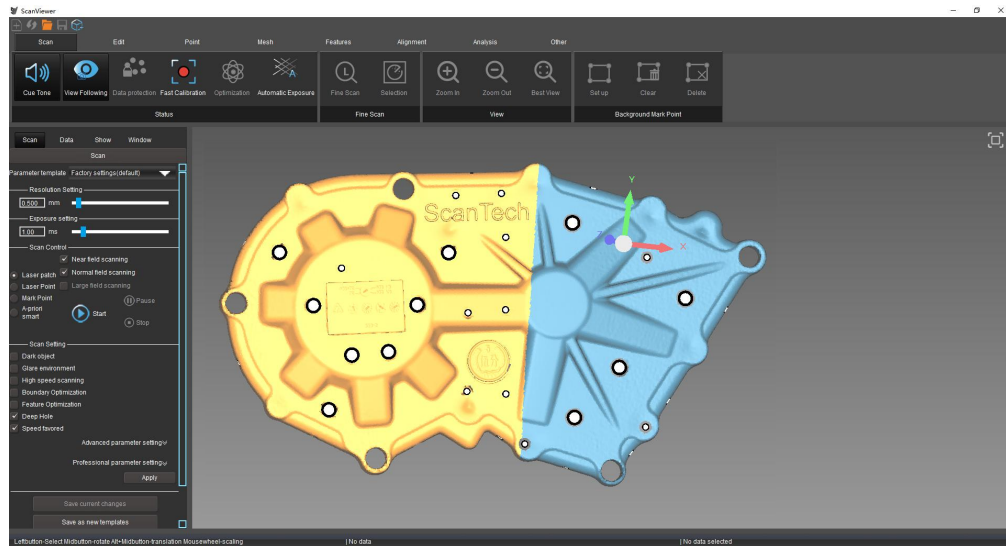 ScanViewer
Scan Edit Point Mesh Features Alignment Analysis Other
Cue Tone View Following Data protection Fast Calibration Optimization Automatic Exposure Fine Scan Selection Zoom In Zoom Out Best View Set up Clear Delete
Status Fine Scan View Background Mark Point
Scan Data Show Window
Scan
Parameter template Factory settings(default)
Resolution Setting
0.500 mm
Exposure setting
1.00 ms
Scan Control
Near field scanning
Laser patch Normal field scanning
Laser Point Large field scanning
Mark Point Pause
A-priori smart Start
Stop
Scan Setting
Dark object
Glare environment
High speed scanning
Boundary Optimization
Feature Optimization
Deep Hole
Speed favored
Advanced parameter setting
Professional parameter setting
Apply
Save current changes
Save as new templates
ScanTech
Y
Z
X
Leftbutton-Select Midbutton-rotate Alt+Midbutton-translation Mousewheel-scaling | No data | No data selected